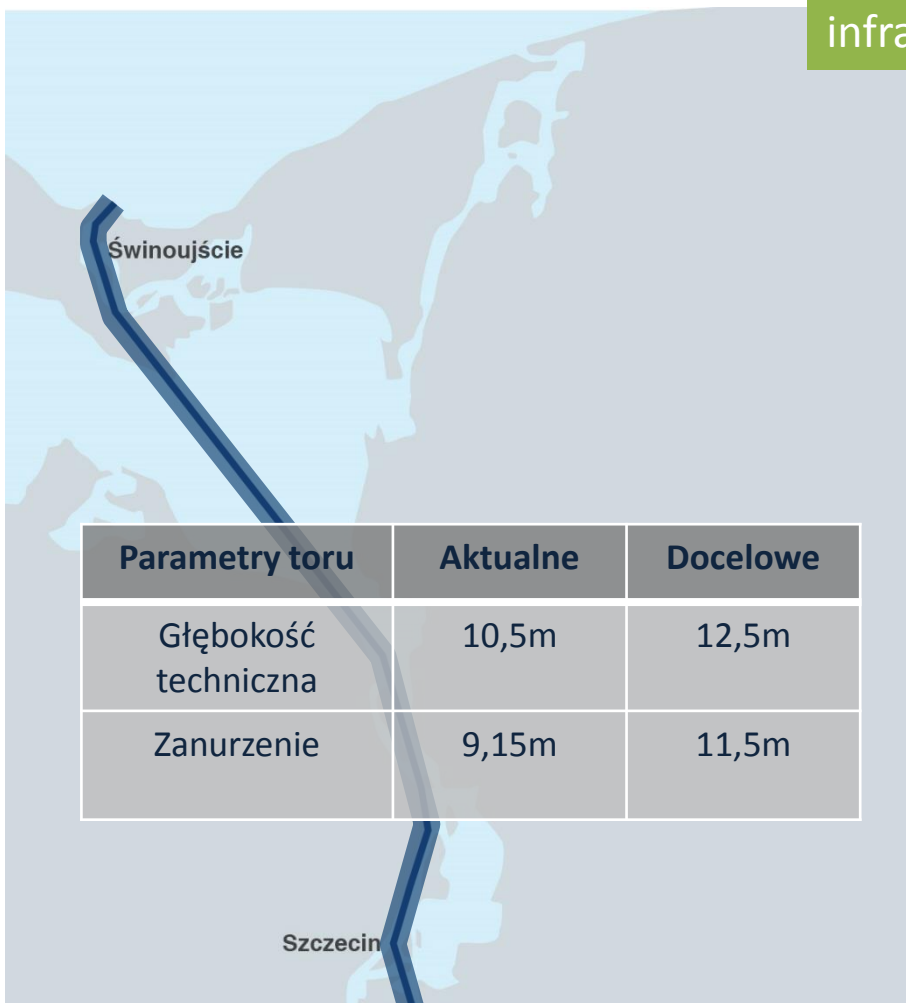 infra
Świnoujście
Parametry toru Aktualne Docelowe
Głębokość techniczna 10,5m 12,5m
Zanurzenie 9,15m 11,5m
Szczecin